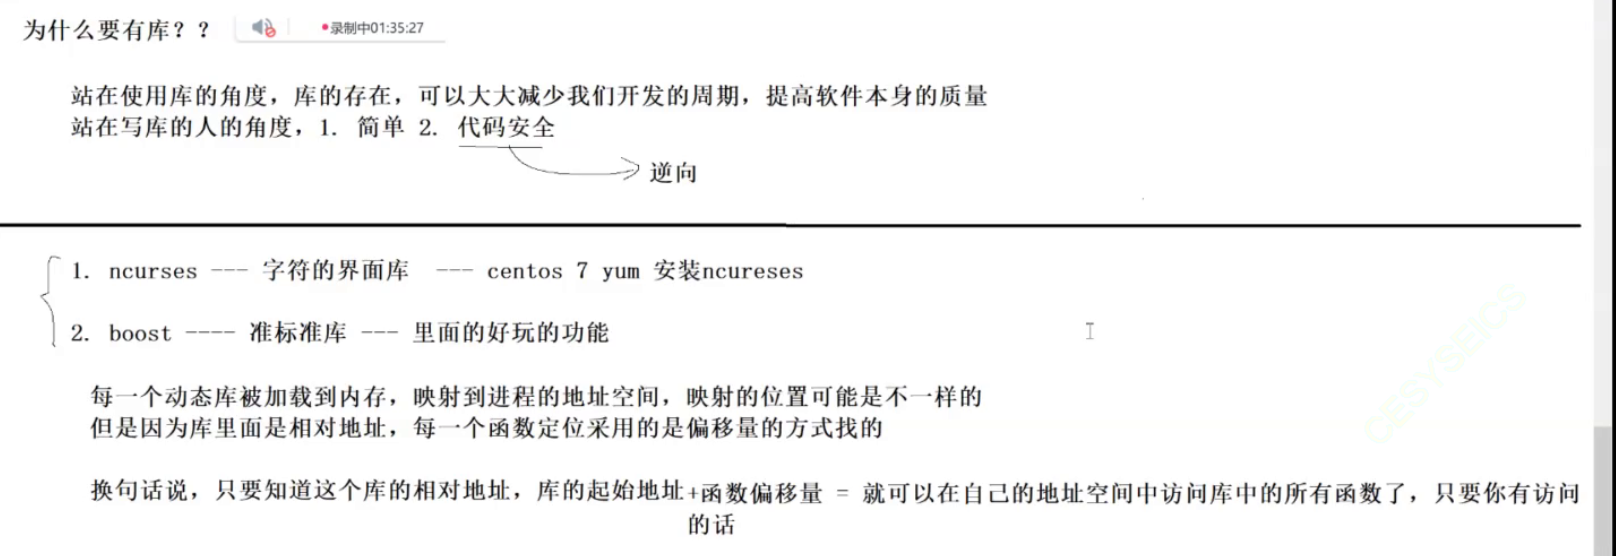 为什么要有库？？
录制中01:35:27
站在使用库的角度，库的存在，可以大大减少我们开发的周期，提高软件本身的质量
站在写库的人的角度，1. 简单 2. 代码安全
逆向
1. ncurses --- 字符的界面库 --- centos 7 yum 安装ncureses
2. boost ---- 准标准库 --- 里面的好玩的功能
每一个动态库被加载到内存，映射到进程的地址空间，映射的位置可能是不一样的
但是因为库里面是相对地址，每一个函数定位采用的是偏移量的方式找的
换句话说，只要知道这个库的相对地址，库的起始地址+函数偏移量 = 就可以在自己的地址空间中访问库中的所有函数了，只要你有访问
的话